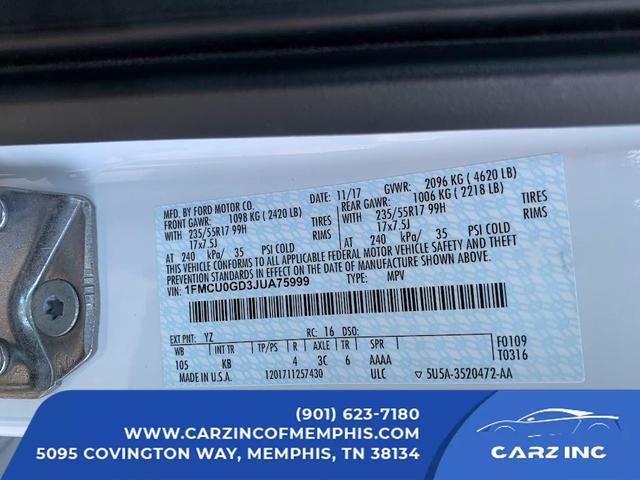 MFD. BY FORD MOTOR CO.
DATE: 11/17 GVWR: 2096 KG ( 4620 LB)
FRONT GAWR: 1098 KG ( 2420 LB) REAR GAWR: 1006 KG ( 2218 LB)
WITH 235/55R17 99H TIRES WITH 235/55R17 99H TIRES
17x7.5J RIMS 17x7.5J RIMS
AT 240 kPa/ 35 PSI COLD AT 240 kPa/ 35 PSI COLD
THIS VEHICLE CONFORMS TO ALL APPLICABLE FEDERAL MOTOR VEHICLE SAFETY AND THEFT
PREVENTION STANDARDS IN EFFECT ON THE DATE OF MANUFACTURE SHOWN ABOVE.
VIN: 1FMCU0GD3JUA75999 TYPE: MPV
EXT PNT: YZ RC: 16 DSO:
WB INT TR TP/PS R AXLE TR SPR
105 KB 4 3C 6 AAAA
F0109
T0316
MADE IN U.S.A. 1201711257430 ULC ▽ 5U5A-3520472-AA
(901) 623-7180
WWW.CARZINCOFMEMPHIS.COM
5095 COVINGTON WAY, MEMPHIS, TN 38134
CARZ INC